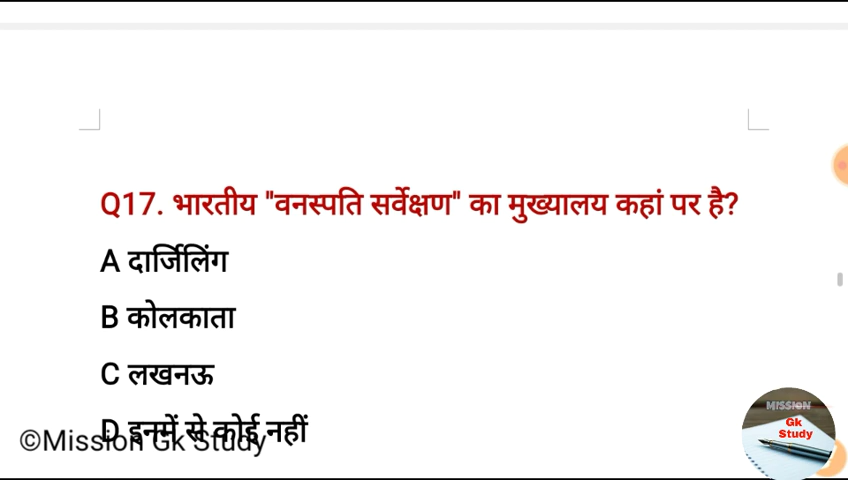 Q17. भारतीय "वनस्पति सर्वेक्षण" का मुख्यालय कहां पर है?
A दार्जिलिंग
B कोलकाता
C लखनऊ
D इनमें से कोई नहीं
©Mission Gk Study
MISSION
Gk
Study